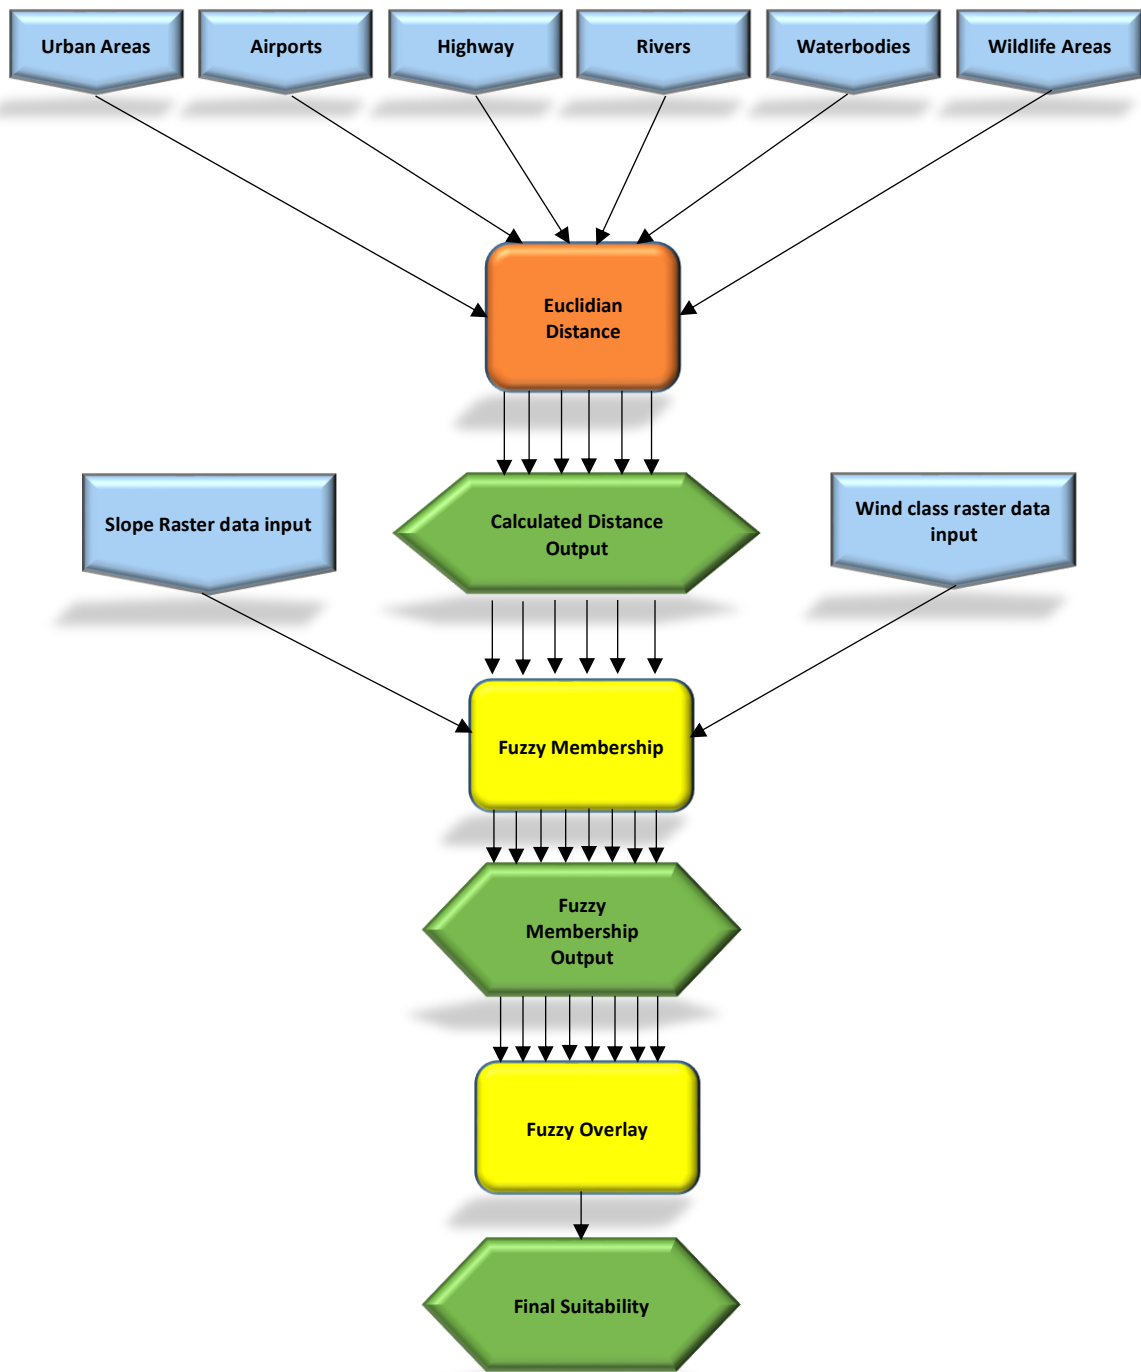 Urban Areas
Airports
Highway
Rivers
Waterbodies
Wildlife Areas
Euclidian
Distance
Slope Raster data input
Calculated Distance
Output
Wind class raster data
input
Fuzzy Membership
Fuzzy
Membership
Output
Fuzzy Overlay
Final Suitability